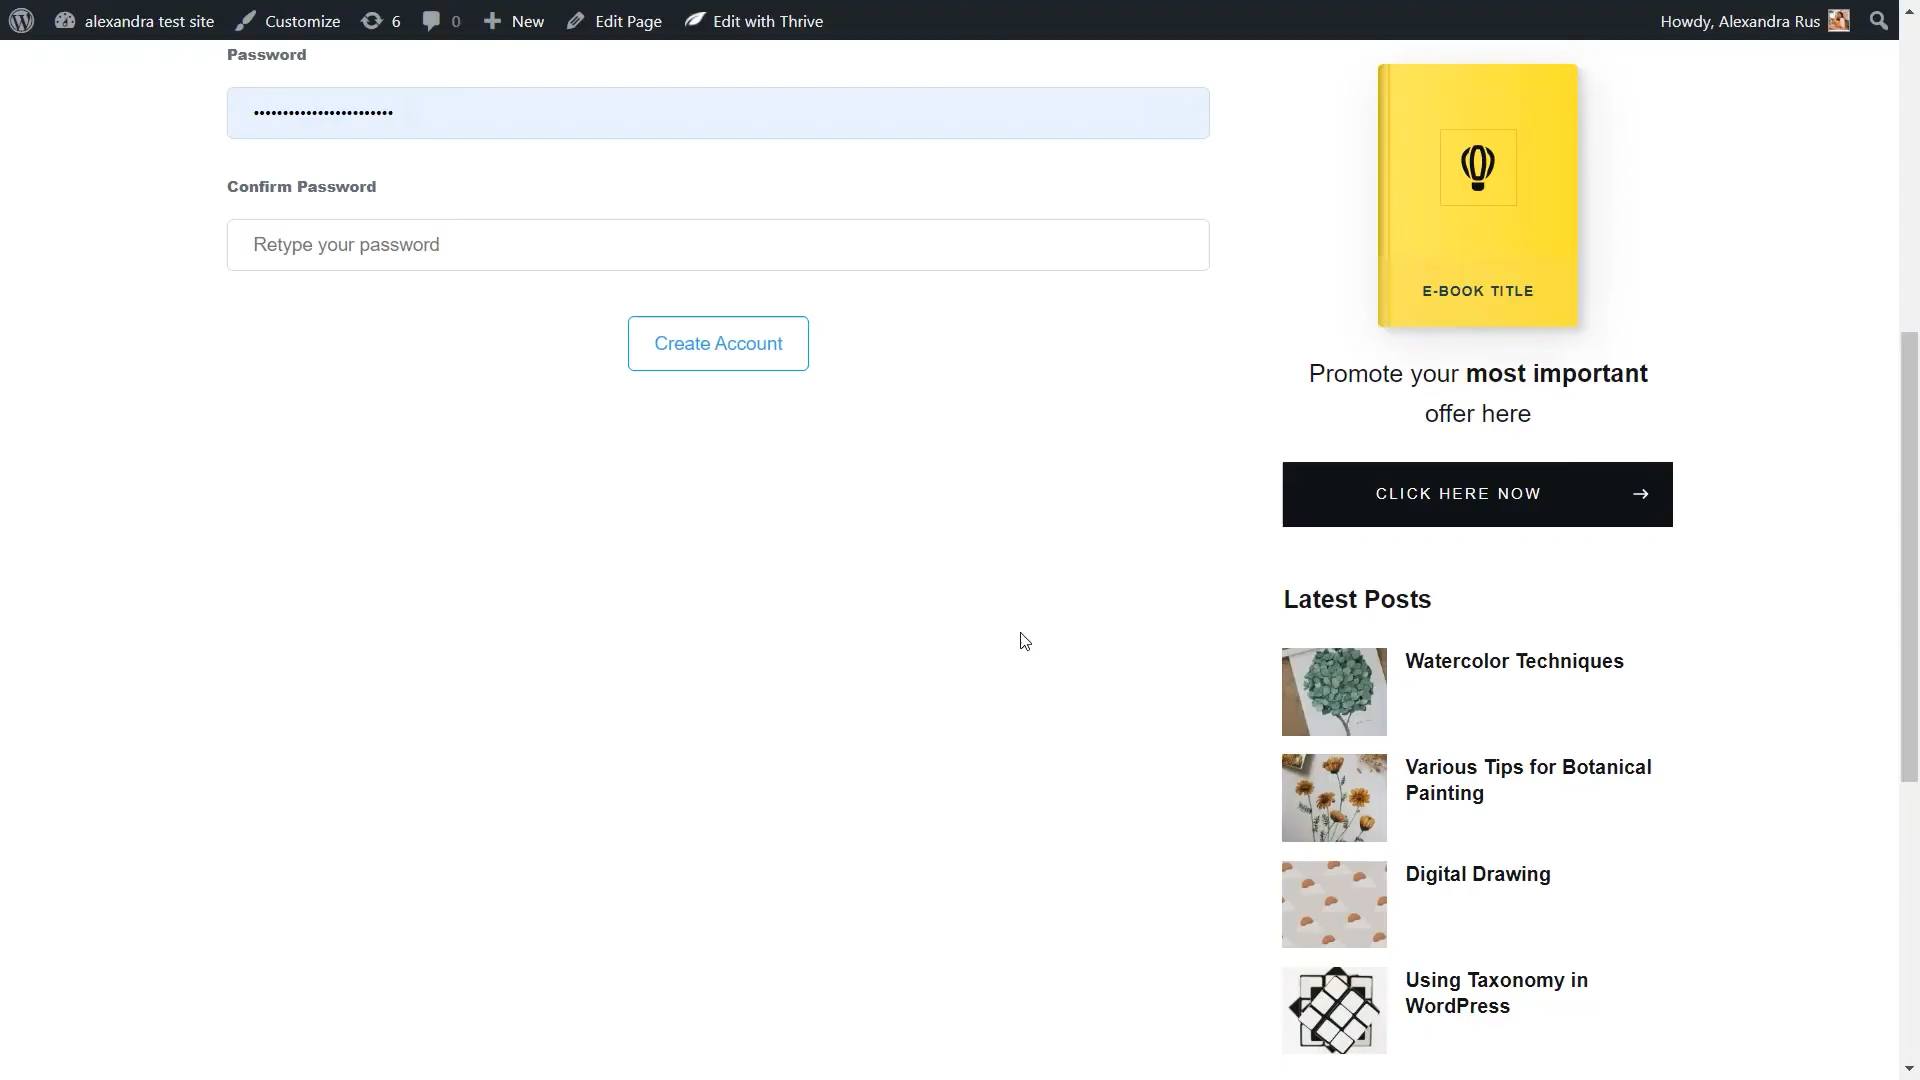 alexandra test site Customize 6 0 New Edit Page Edit with Thrive Howdy, Alexandra Rus
Password
••••••••••••••••••••••••
Confirm Password
Retype your password
Create Account
E-BOOK TITLE
Promote your most important
offer here
CLICK HERE NOW →
Latest Posts
Watercolor Techniques
Various Tips for Botanical
Painting
Digital Drawing
Using Taxonomy in
WordPress